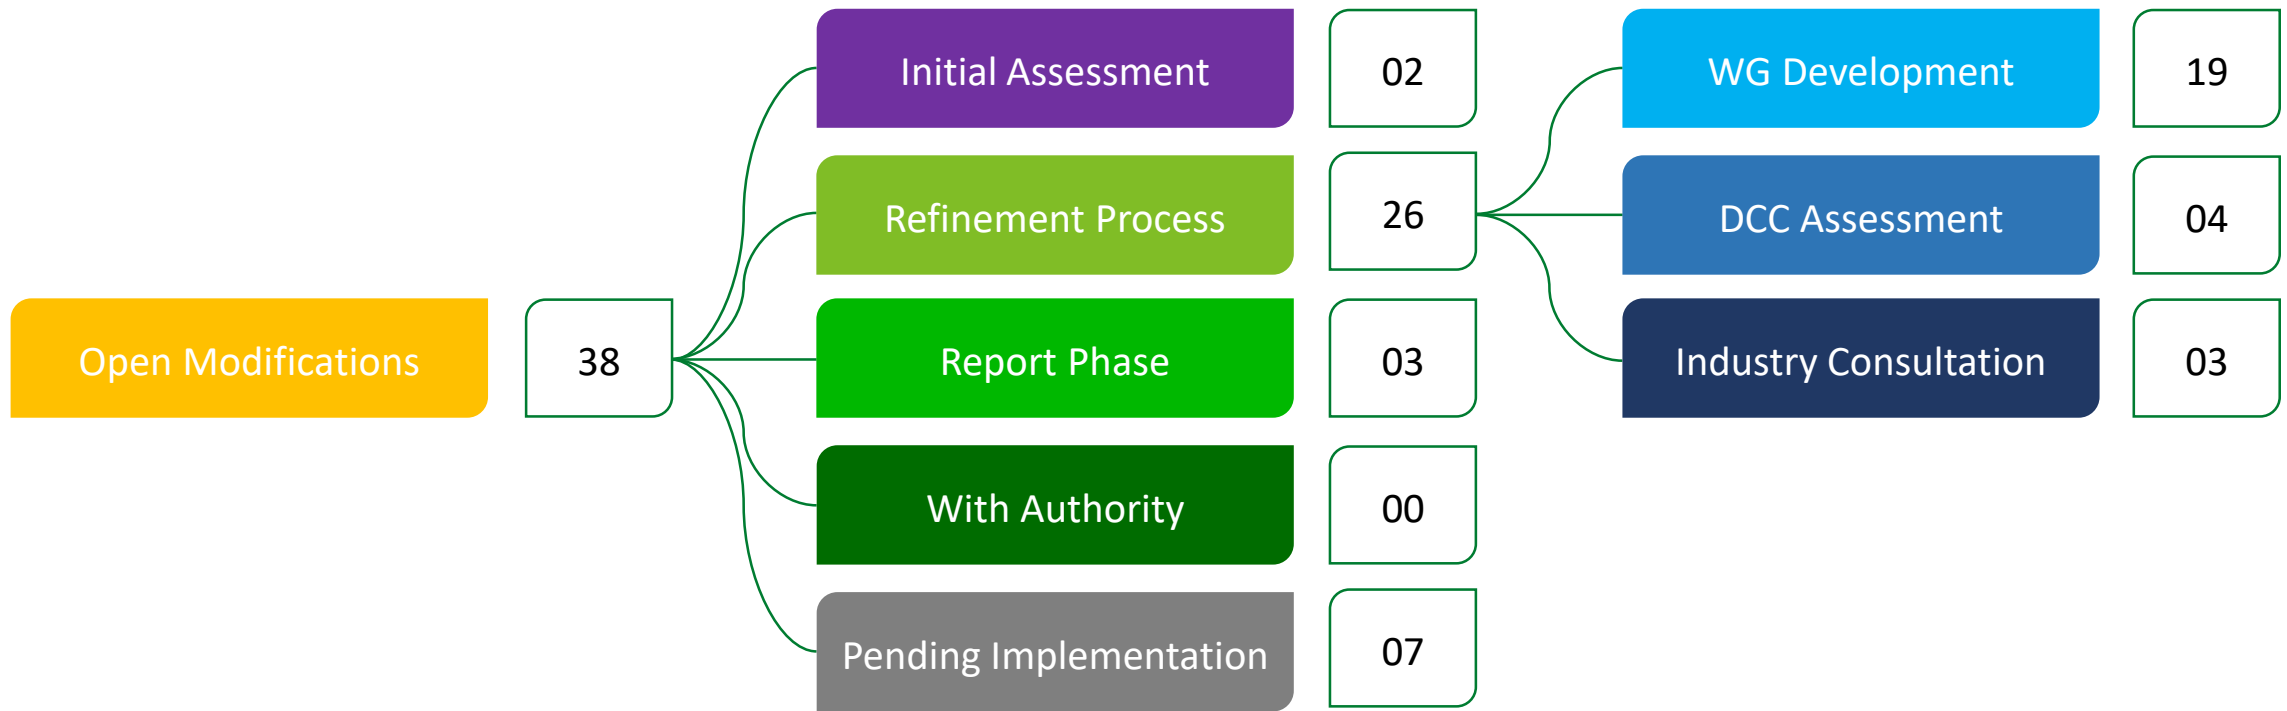 Open Modifications
38
Initial Assessment
02
Refinement Process
26
Report Phase
03
With Authority
00
Pending Implementation
07
WG Development
19
DCC Assessment
04
Industry Consultation
03